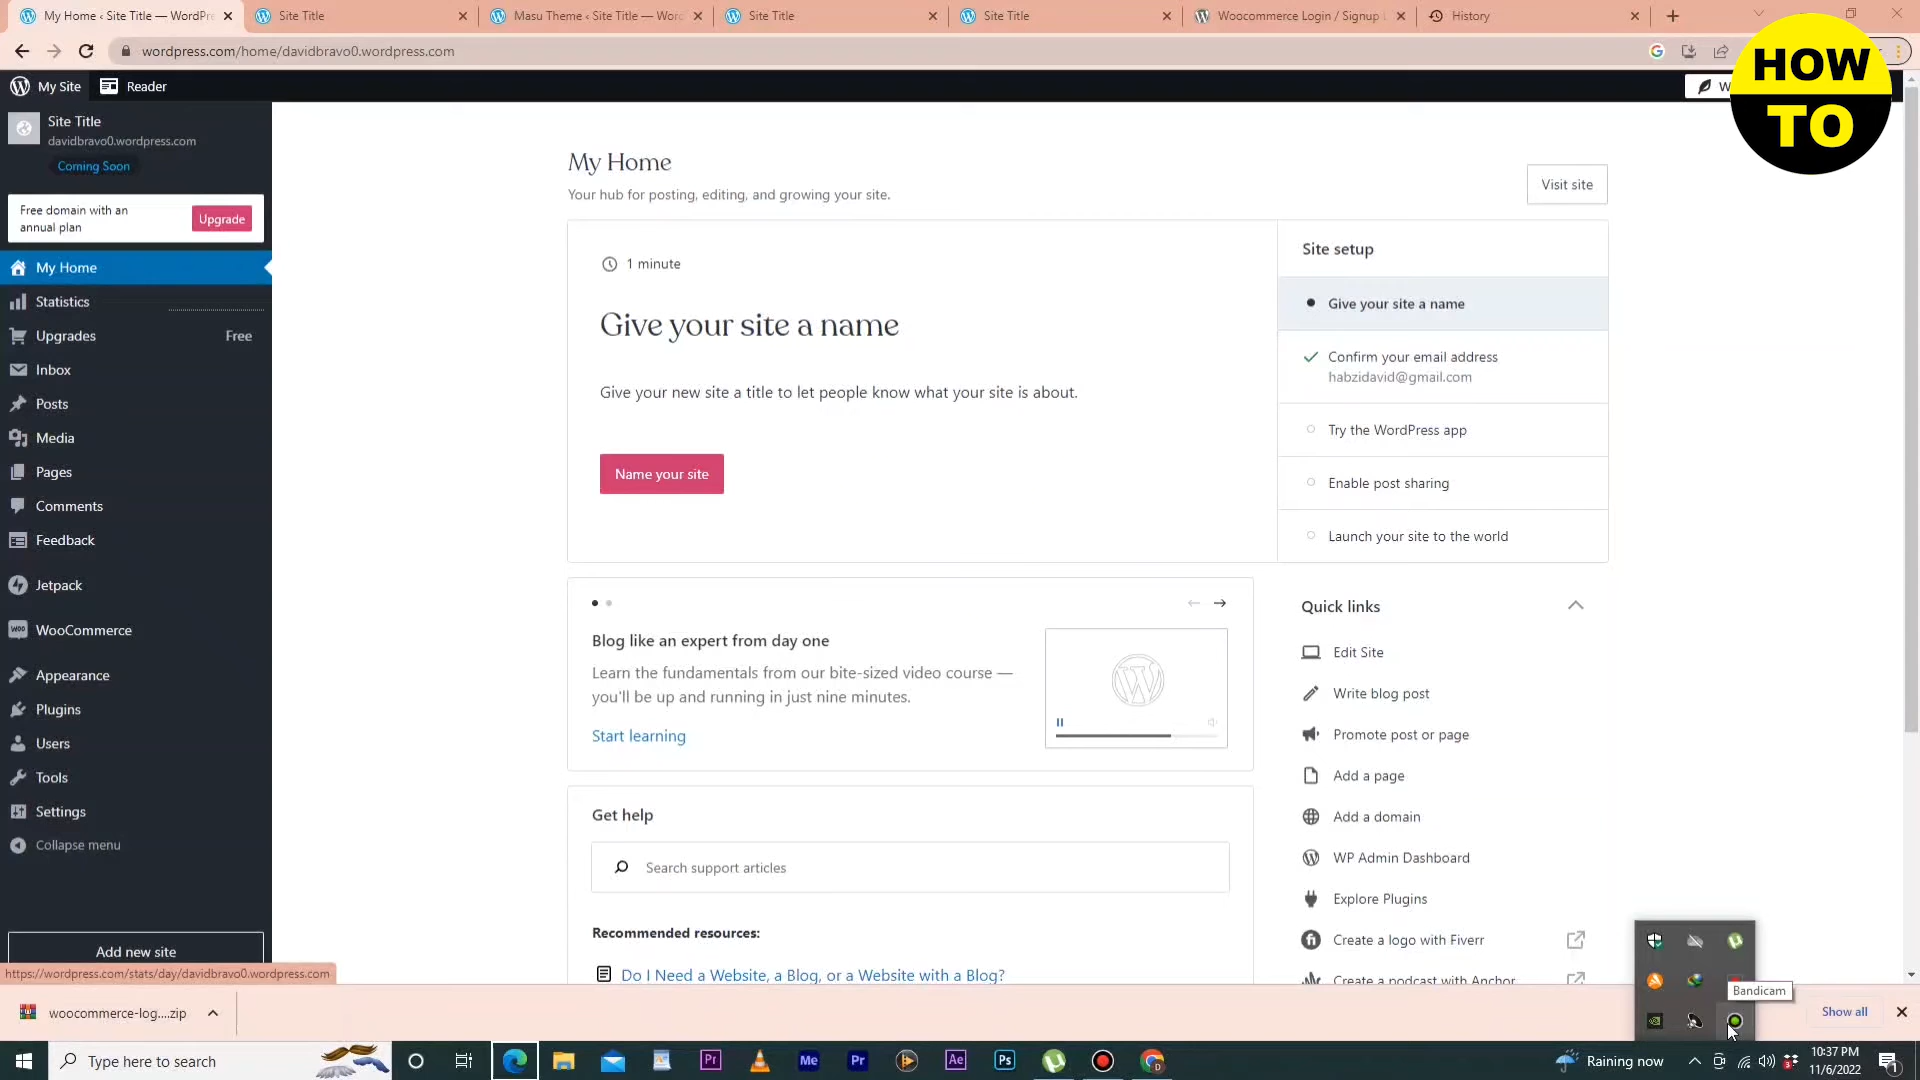 My Home ‹ Site Title — WordPre
Site Title
Masu Theme ‹ Site Title — Worc
Site Title
Site Title
Woocommerce Login / Signup
History
wordpress.com/home/davidbravo0.wordpress.com
HOW
TO
My Site
Reader
W
Site Title
davidbravo0.wordpress.com
Coming Soon
Free domain with an
annual plan
Upgrade
My Home
Statistics
Upgrades
Free
Inbox
Posts
Media
Pages
Comments
Feedback
Jetpack
WooCommerce
Appearance
Plugins
Users
Tools
Settings
Collapse menu
Add new site
https://wordpress.com/stats/day/davidbravo0.wordpress.com
My Home
Your hub for posting, editing, and growing your site.
Visit site
1 minute
Give your site a name
Give your new site a title to let people know what your site is about.
Name your site
Site setup
Give your site a name
Confirm your email address
habzidavid@gmail.com
Try the WordPress app
Enable post sharing
Launch your site to the world
Blog like an expert from day one
Learn the fundamentals from our bite-sized video course —
you'll be up and running in just nine minutes.
Start learning
Get help
Search support articles
Recommended resources:
Do I Need a Website, a Blog, or a Website with a Blog?
Quick links
Edit Site
Write blog post
Promote post or page
Add a page
Add a domain
WP Admin Dashboard
Explore Plugins
Create a logo with Fiverr
Create a podcast with Anchor
Bandicam
woocommerce-log....zip
Show all
Type here to search
Raining now
10:37 PM
11/6/2022